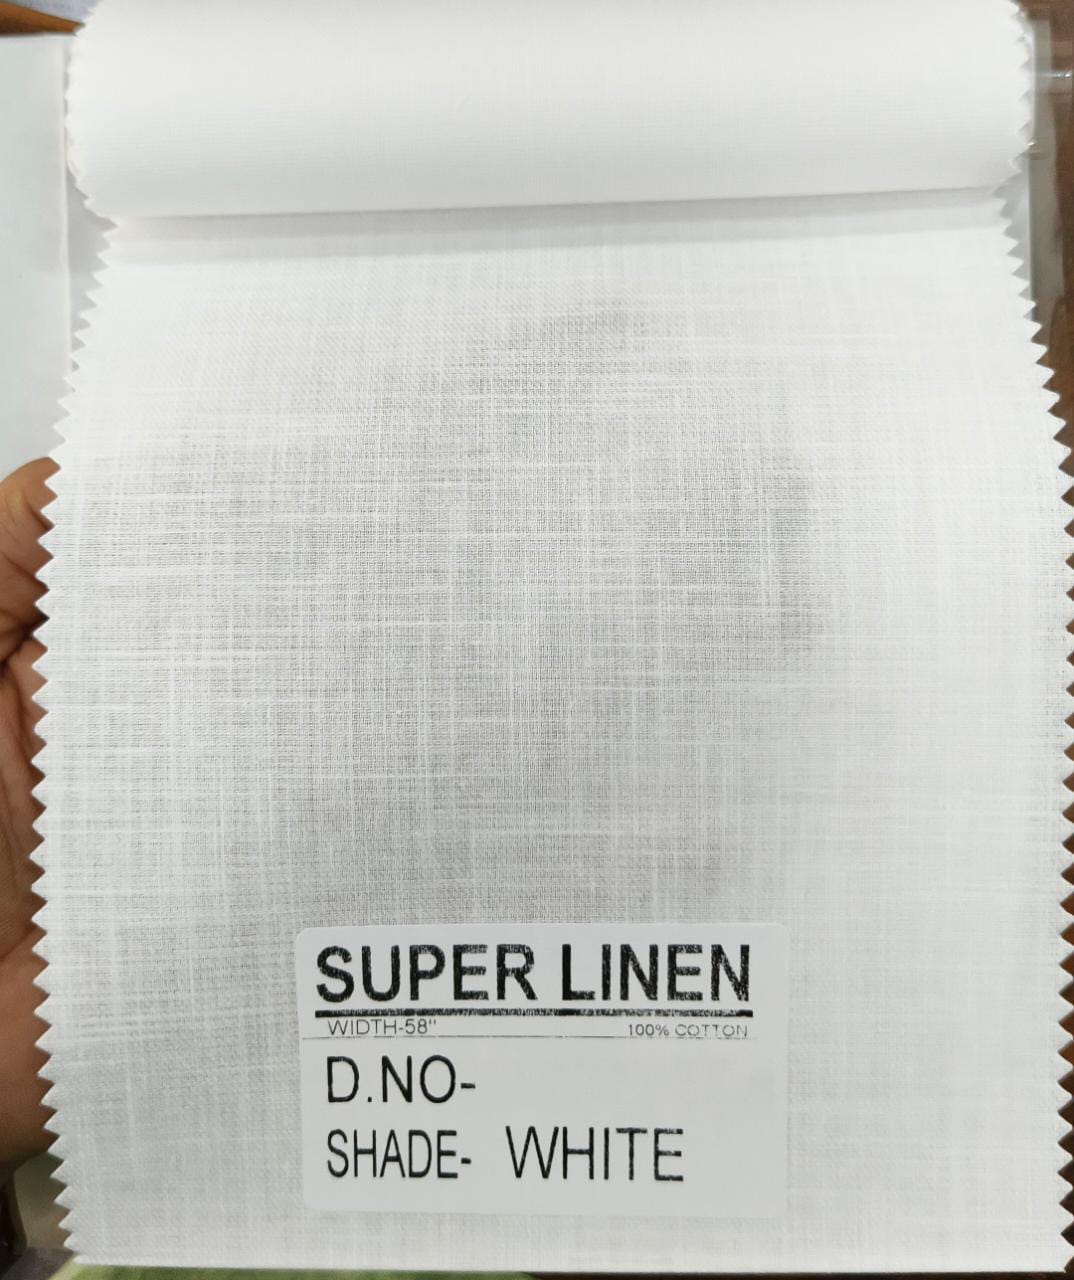 SUPER LINEN
WIDTH-58" 100% COTTON
D.NO-
SHADE- WHITE